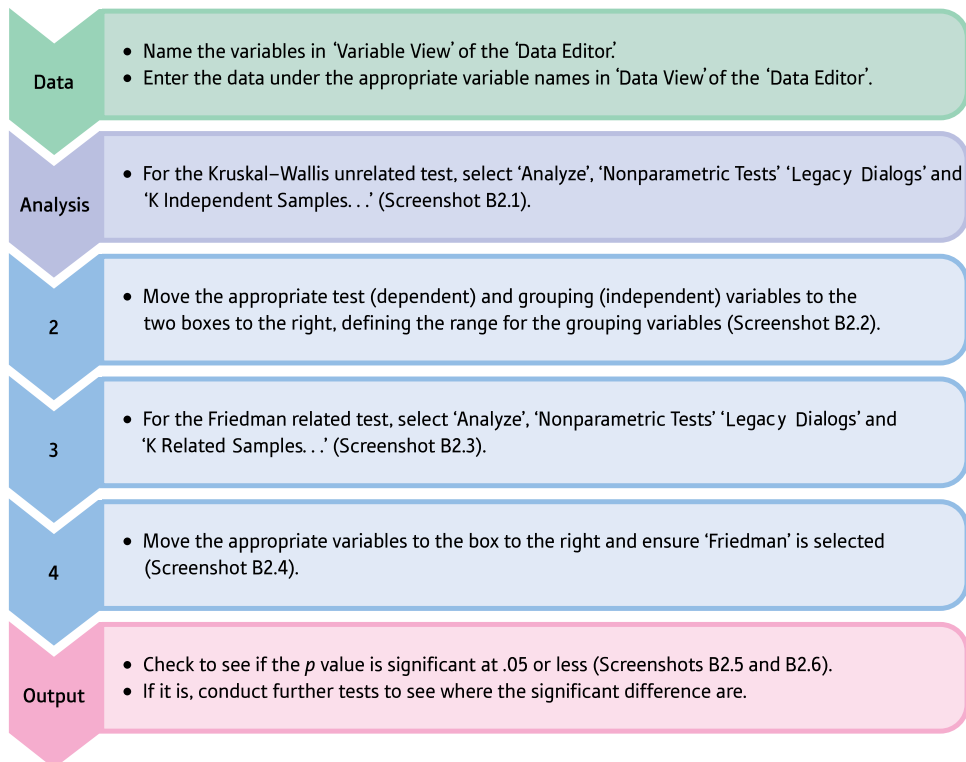 Data
• Name the variables in ‘Variable View’ of the ‘Data Editor.’
• Enter the data under the appropriate variable names in ‘Data View’ of the ‘Data Editor’.
Analysis
• For the Kruskal–Wallis unrelated test, select ‘Analyze’, ‘Nonparametric Tests’ ‘Legacy Dialogs’ and
‘K Independent Samples. . .’ (Screenshot B2.1).
2
• Move the appropriate test (dependent) and grouping (independent) variables to the
two boxes to the right, defining the range for the grouping variables (Screenshot B2.2).
3
• For the Friedman related test, select ‘Analyze’, ‘Nonparametric Tests’ ‘Legacy Dialogs’ and
‘K Related Samples. . .’ (Screenshot B2.3).
4
• Move the appropriate variables to the box to the right and ensure ‘Friedman’ is selected
(Screenshot B2.4).
Output
• Check to see if the p value is significant at .05 or less (Screenshots B2.5 and B2.6).
• If it is, conduct further tests to see where the significant difference are.